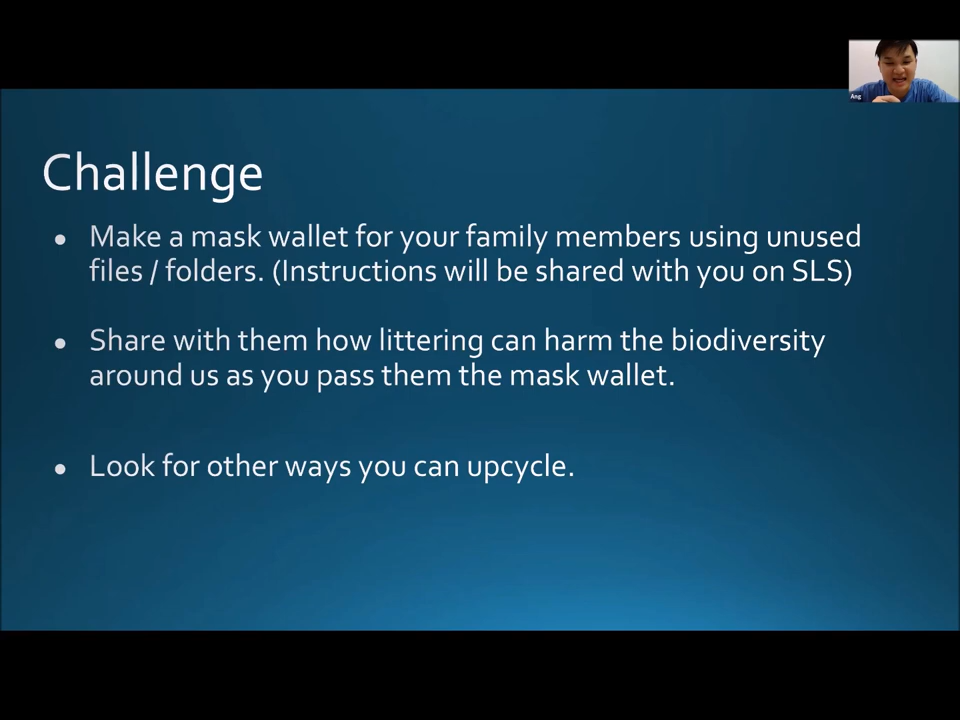 Ang
Challenge
● Make a mask wallet for your family members using unused
files / folders. (Instructions will be shared with you on SLS)
● Share with them how littering can harm the biodiversity
around us as you pass them the mask wallet.
● Look for other ways you can upcycle.